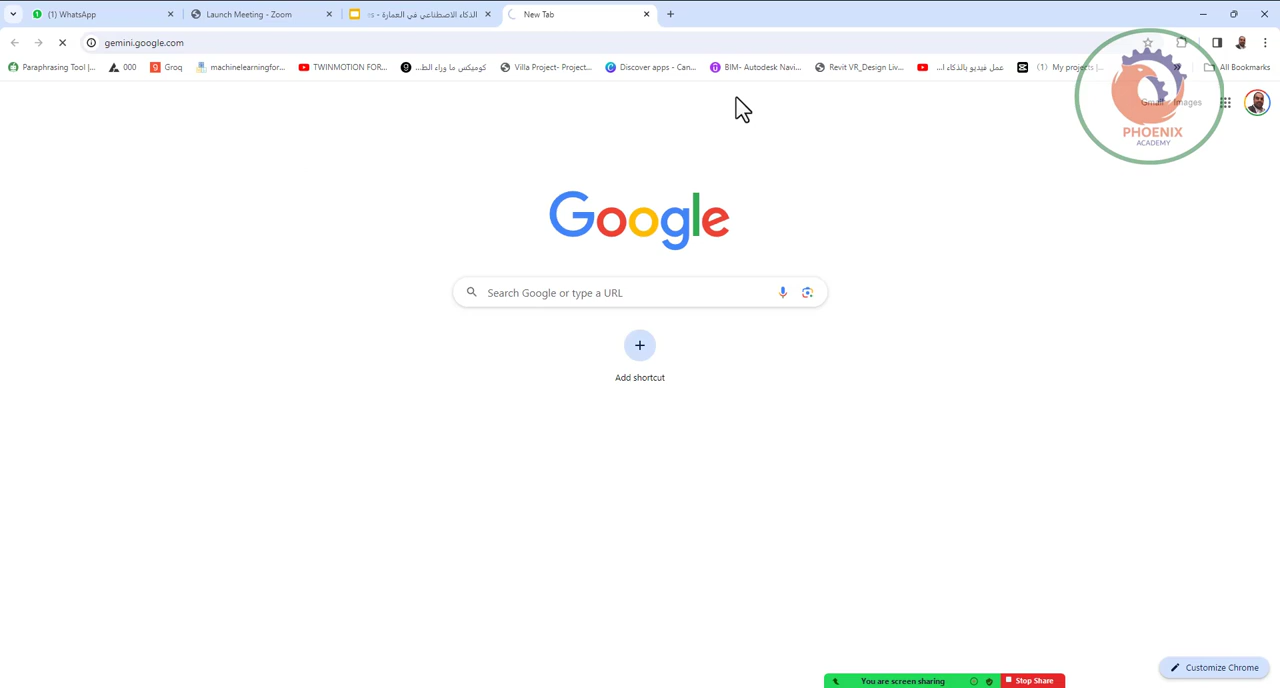 (1) WhatsApp
Launch Meeting - Zoom
الذكاء الاصطناعي في العمارة - es
New Tab
gemini.google.com
Paraphrasing Tool |...
000
Groq
machinelearningfor...
TWINMOTION FOR...
كوميكس ما وراء الط...
Villa Project- Project...
Discover apps - Can...
BIM- Autodesk Navi...
Revit VR_Design Liv...
عمل فيديو بالذكاء ا...
(1) My projects |...
All Bookmarks
Gmail Images
PHOENIX
ACADEMY
Google
Search Google or type a URL
Add shortcut
Customize Chrome
You are screen sharing
Stop Share